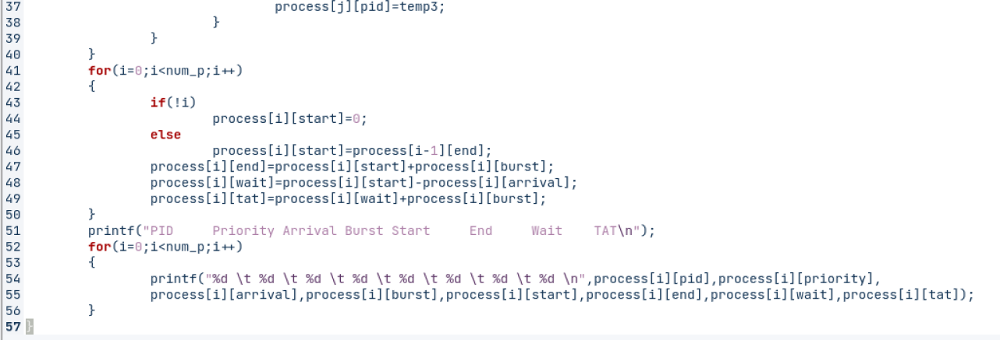 37                                 process[j][pid]=temp3;
38                         }
39                 }
40         }
41         for(i=0;i<num_p;i++)
42         {
43                 if(!i)
44                         process[i][start]=0;
45                 else
46                         process[i][start]=process[i-1][end];
47                 process[i][end]=process[i][start]+process[i][burst];
48                 process[i][wait]=process[i][start]-process[i][arrival];
49                 process[i][tat]=process[i][wait]+process[i][burst];
50         }
51         printf("PID     Priority Arrival Burst Start     End     Wait    TAT\n");
52         for(i=0;i<num_p;i++)
53         {
54                 printf("%d \t %d \t %d \t %d \t %d \t %d \t %d \t %d \n",process[i][pid],process[i][priority],
55                 process[i][arrival],process[i][burst],process[i][start],process[i][end],process[i][wait],process[i][tat]);
56         }
57 }